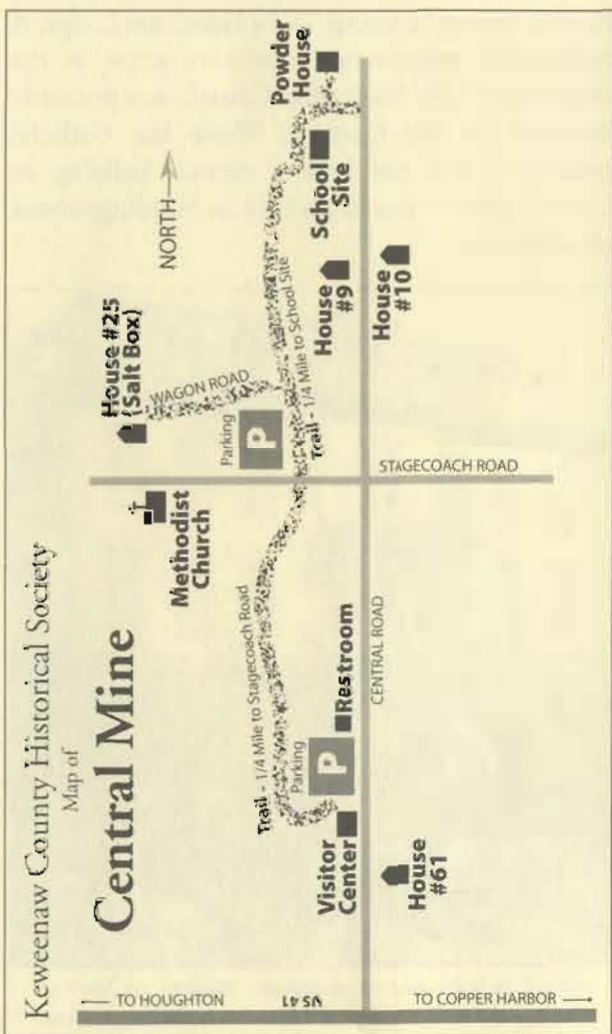 Keweenaw County Historical Society
Map of
Central Mine
NORTH
House #25
(Salt Box)
WAGON ROAD
Methodist
Church
Parking
P
Powder
House
School
Site
Trail - 1/4 Mile to School Site
House
#9
House
#10
STAGECOACH ROAD
Trail - 1/4 Mile to Stagecoach Road
Parking
P
Restroom
CENTRAL ROAD
Visitor
Center
House
#61
TO HOUGHTON
US 41
TO COPPER HARBOR